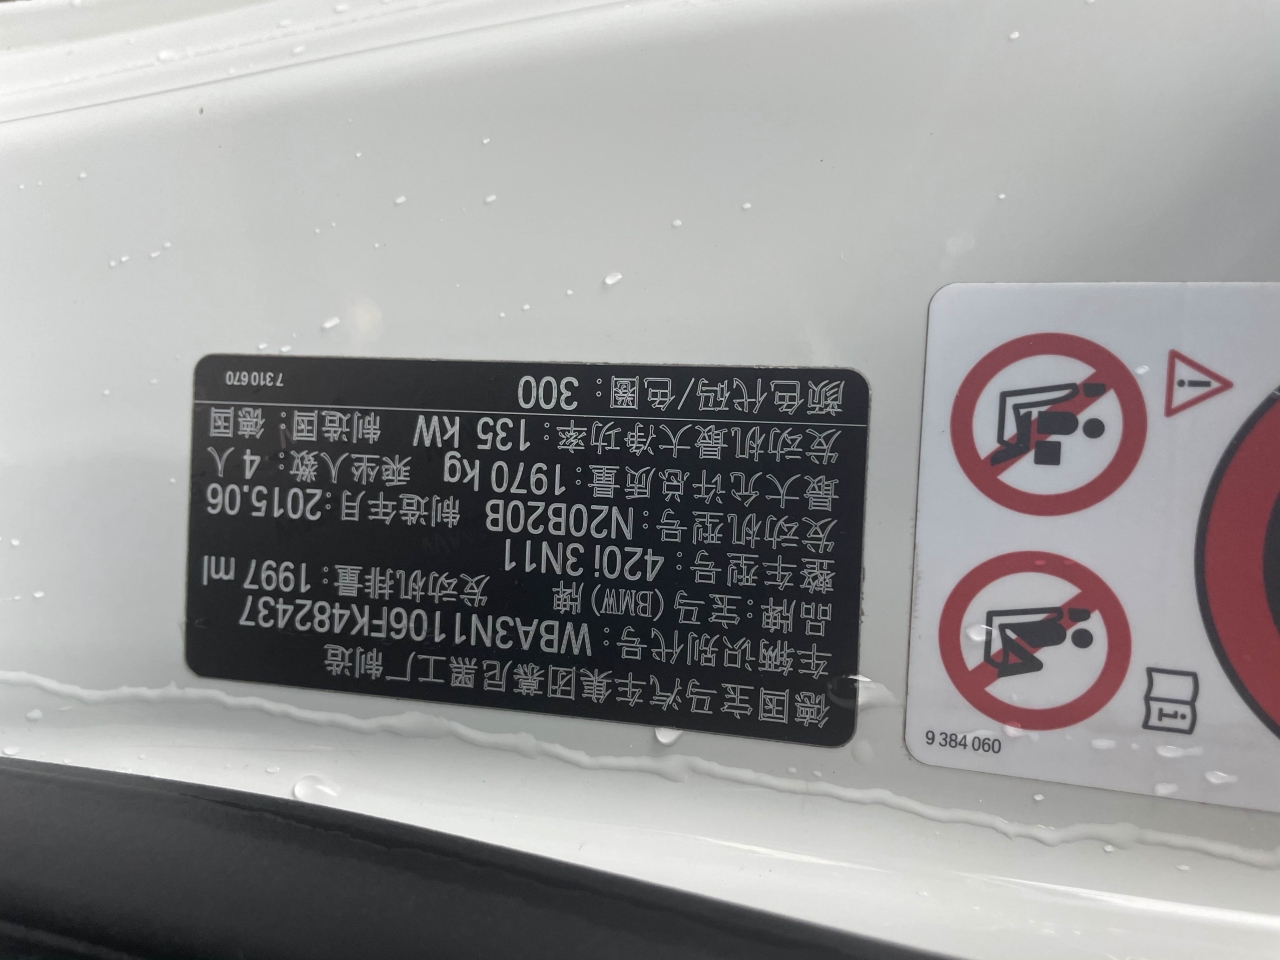 德国宝马汽车集团慕尼黑工厂制造
车辆识别代号：WBA3N1106FK482437
品牌：宝马（BMW）牌 发动机排量：1997 ml
整车型号：420i 3N11
发动机型号：N20B20B 制造年月：2015.06
最大允许总质量：1970 kg 乘坐人数：4 人
发动机最大净功率：135 kW 制造国：德国
颜色代码/色圈：300
7 310 670
9 384 060